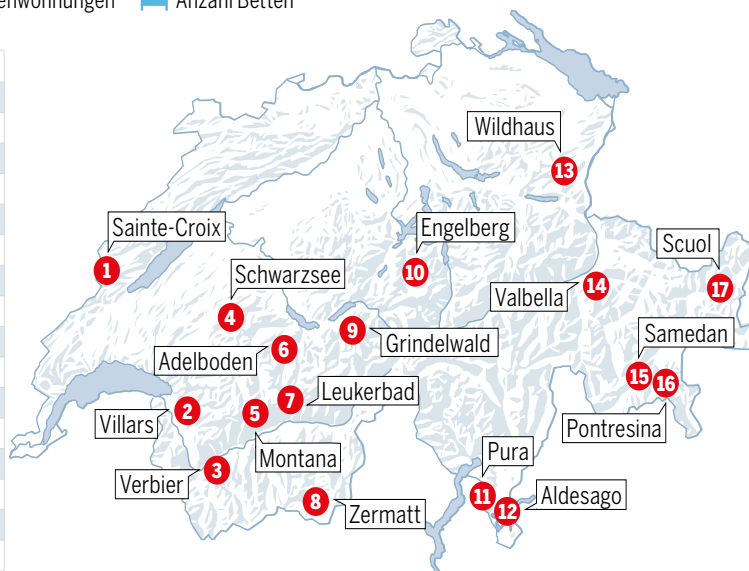 Anzahl Betten
Wildhaus
13
Sainte-Croix
1
Engelberg
10
Scuol
17
Schwarzsee
4
Valbella
14
9
Grindelwald
Samedan
15
16
Adelboden
6
Leukerbad
7
Villars
2
5
Montana
Pontresina
Verbier
3
Pura
11
Aldesago
12
8
Zermatt